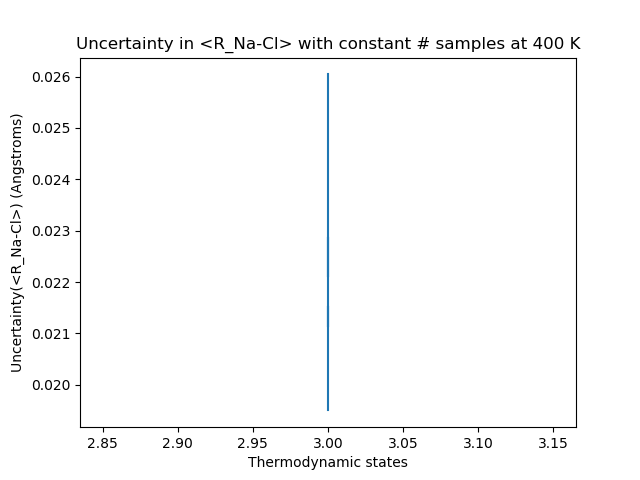 Uncertainty in <R_Na-Cl> with constant # samples at 400 K
Uncertainty(<R_Na-Cl>) (Angstroms)
0.026
0.025
0.024
0.023
0.022
0.021
0.020
2.85 2.90 2.95 3.00 3.05 3.10 3.15
Thermodynamic states